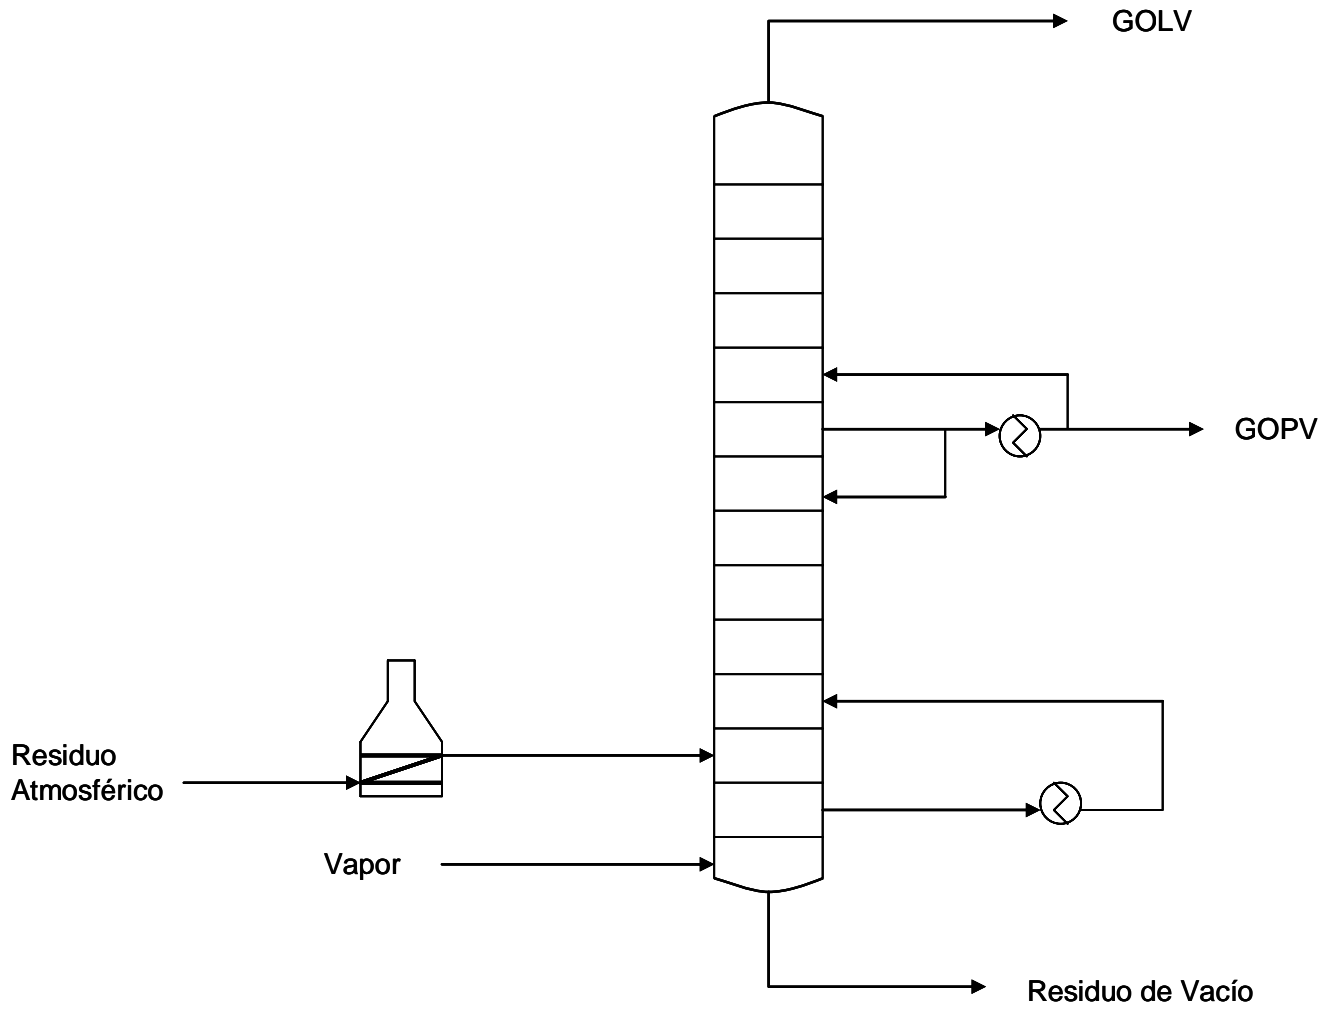 GOLV
GOPV
Residuo
Atmosférico
Vapor
Residuo de Vacío